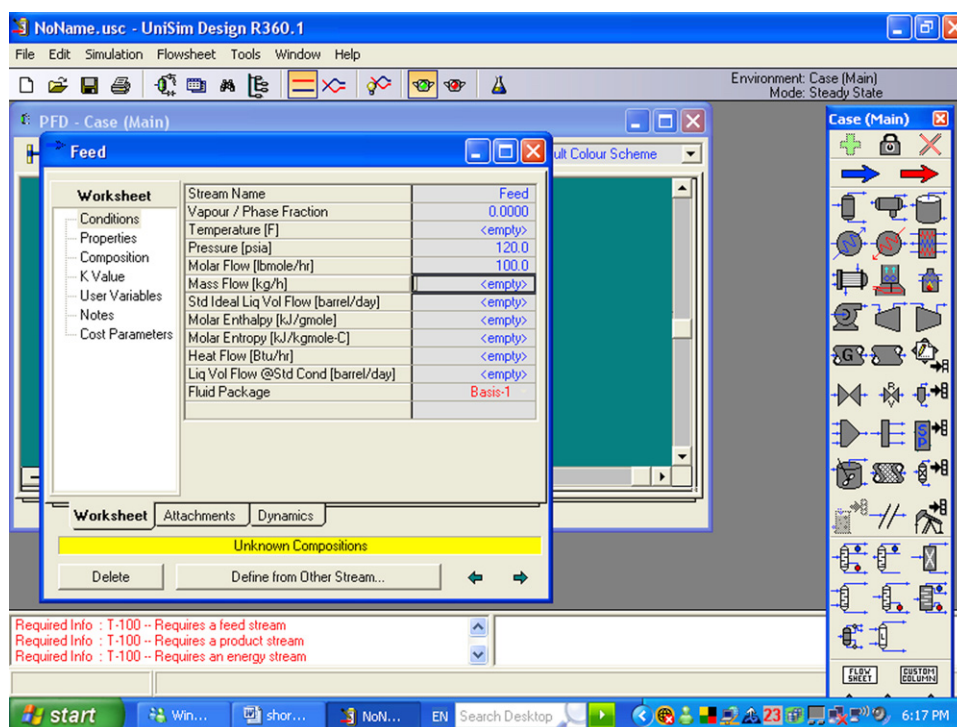 NoName.usc - UniSim Design R360.1
File Edit Simulation Flowsheet Tools Window Help
Environment: Case (Main)
Mode: Steady State
PFD - Case (Main)
Case (Main)
Feed
ult Colour Scheme
Worksheet
Conditions
Properties
Composition
K Value
User Variables
Notes
Cost Parameters
Stream Name Feed
Vapour / Phase Fraction 0.0000
Temperature [F] <empty>
Pressure [psia] 120.0
Molar Flow [lbmole/hr] 100.0
Mass Flow [kg/h] <empty>
Std Ideal Liq Vol Flow [barrel/day] <empty>
Molar Enthalpy [kJ/gmole] <empty>
Molar Entropy [kJ/kgmole-C] <empty>
Heat Flow [Btu/hr] <empty>
Liq Vol Flow @Std Cond [barrel/day] <empty>
Fluid Package Basis-1
Worksheet Attachments Dynamics
Unknown Compositions
Delete Define from Other Stream...
Required Info : T-100 -- Requires a feed stream
Required Info : T-100 -- Requires a product stream
Required Info : T-100 -- Requires an energy stream
FLOW SHEET
CUSTOM COLUMN
start Win... shor... NoN... EN Search Desktop 23 6:17 PM